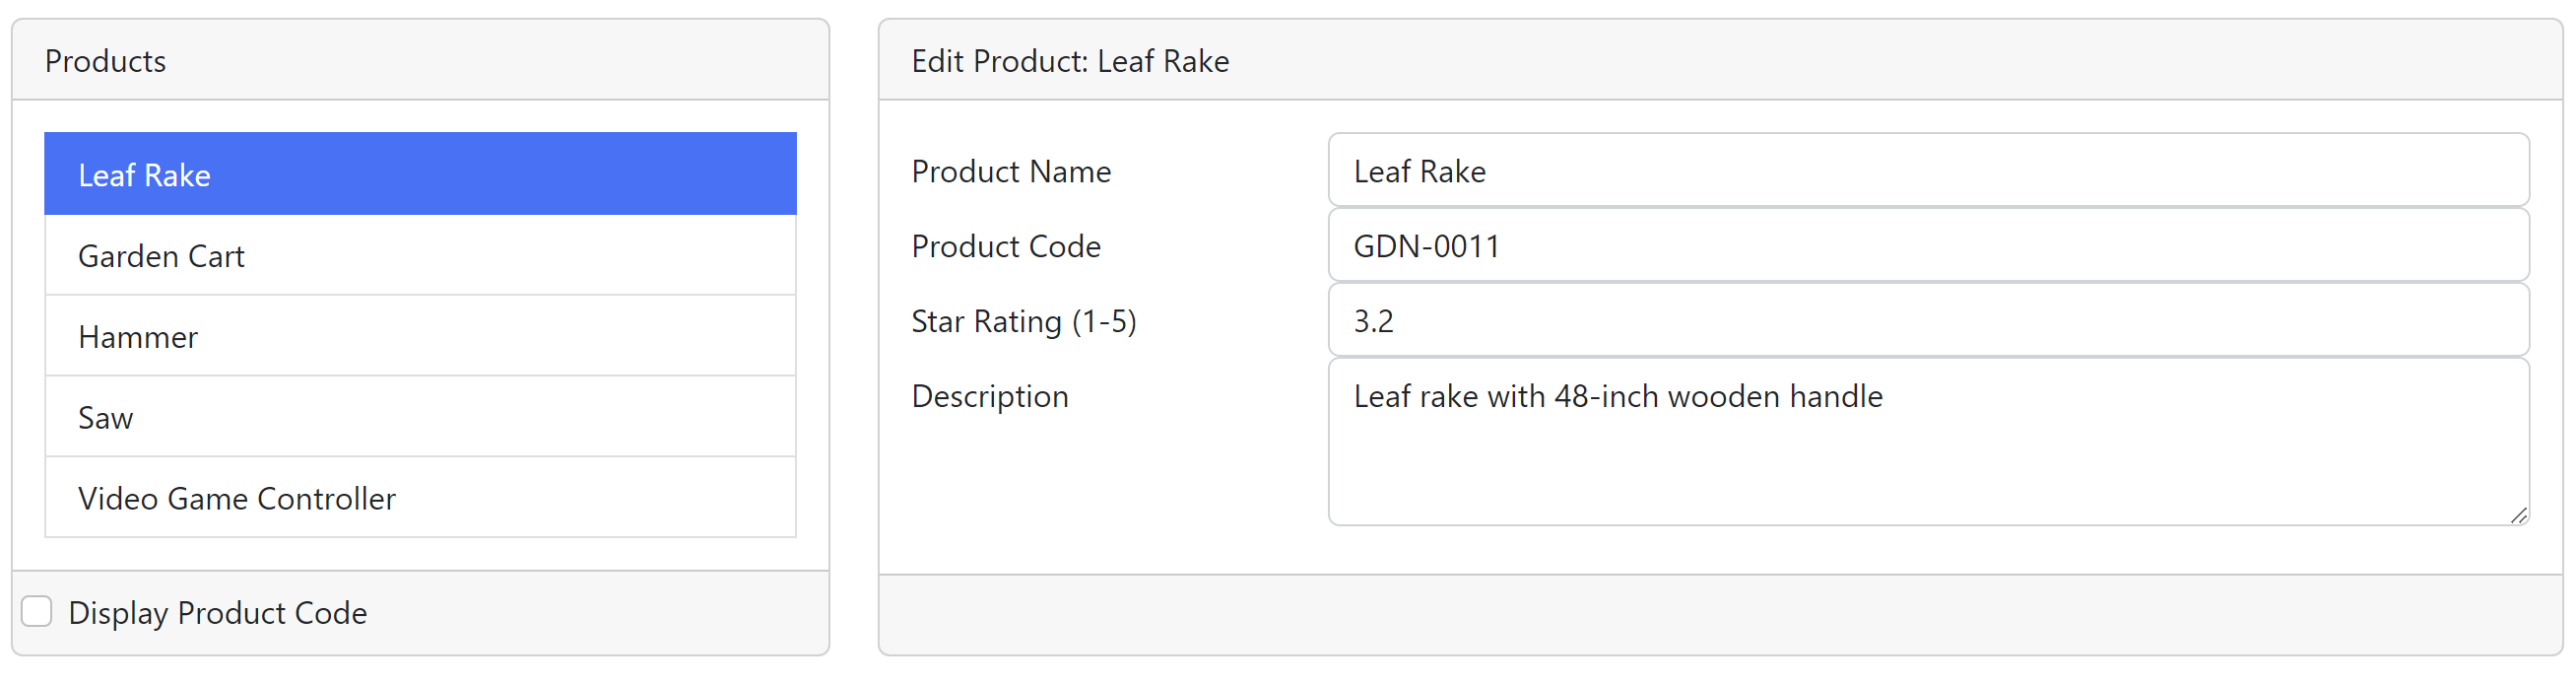 Products
Leaf Rake
Garden Cart
Hammer
Saw
Video Game Controller
Display Product Code
Edit Product: Leaf Rake
Product Name Leaf Rake
Product Code GDN-0011
Star Rating (1-5) 3.2
Description Leaf rake with 48-inch wooden handle